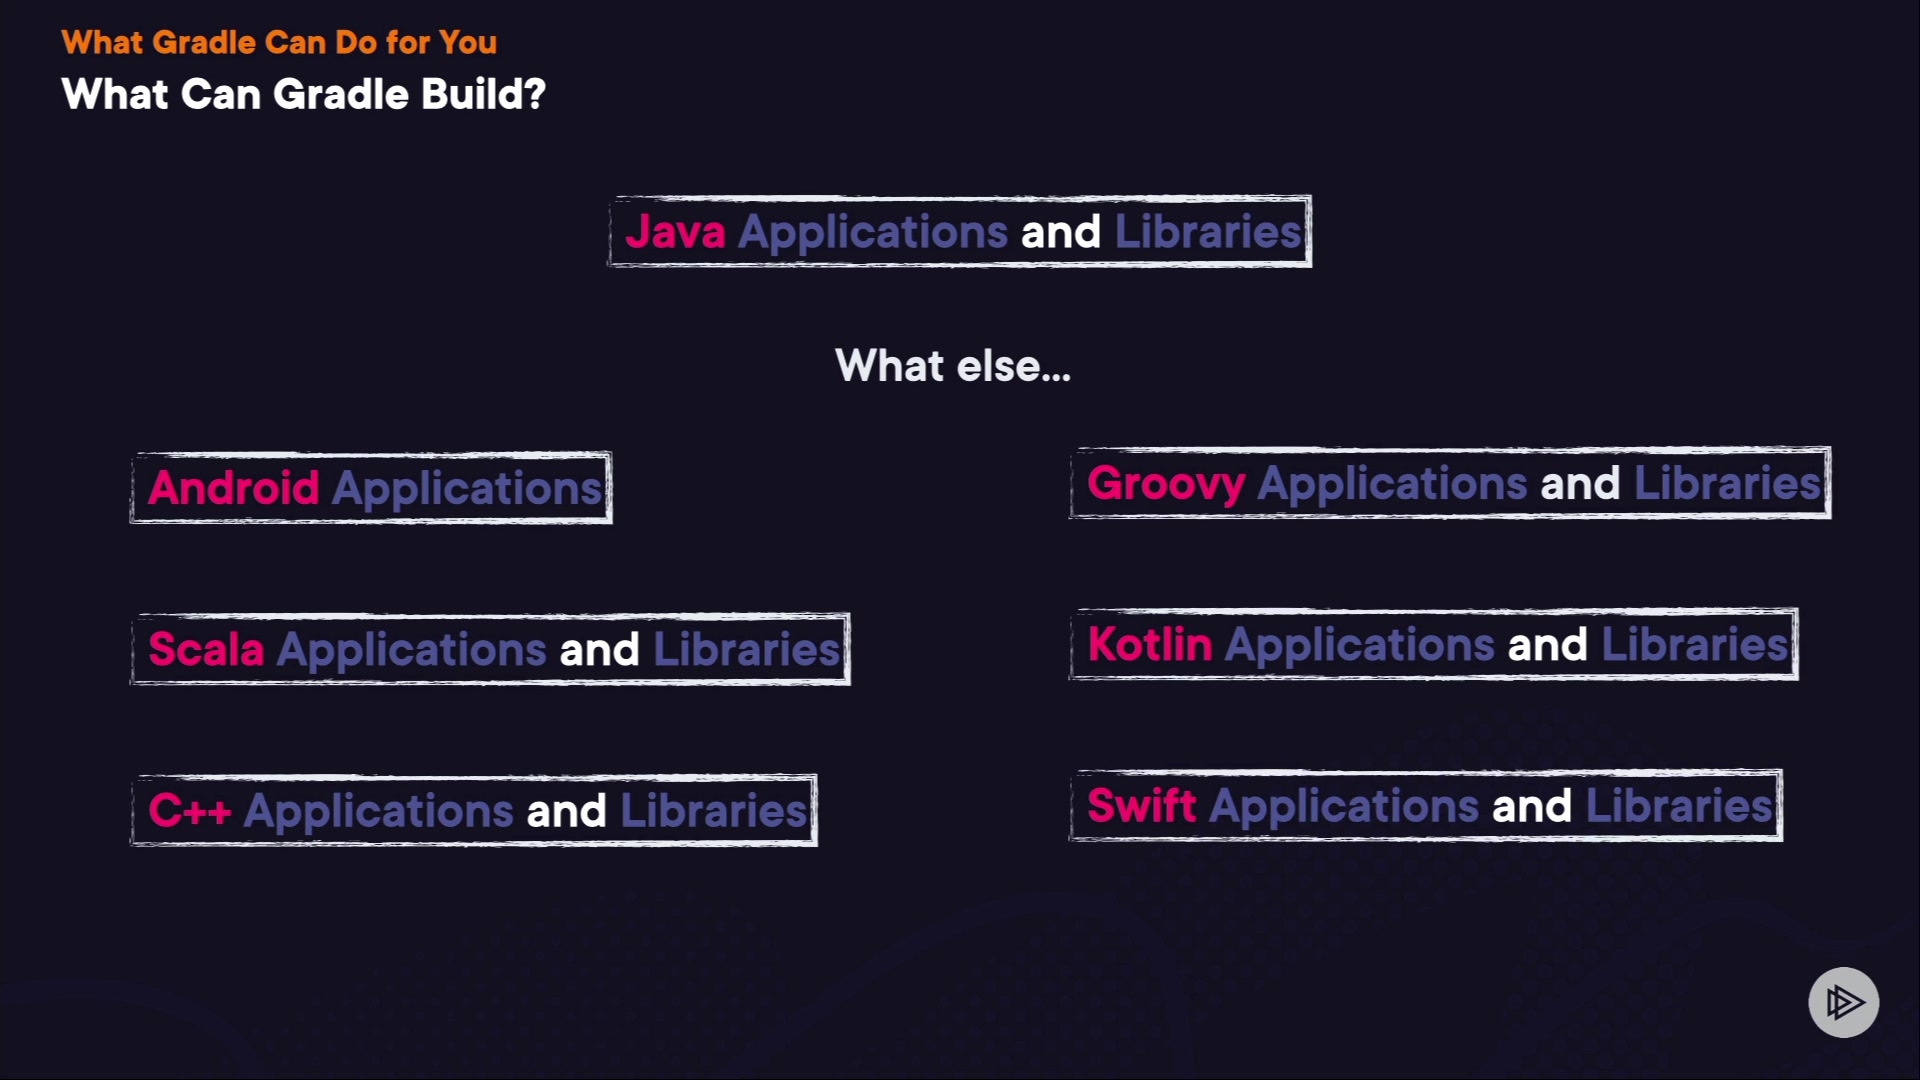 What Gradle Can Do for You
What Can Gradle Build?
Java Applications and Libraries
What else...
Android Applications
Groovy Applications and Libraries
Scala Applications and Libraries
Kotlin Applications and Libraries
C++ Applications and Libraries
Swift Applications and Libraries